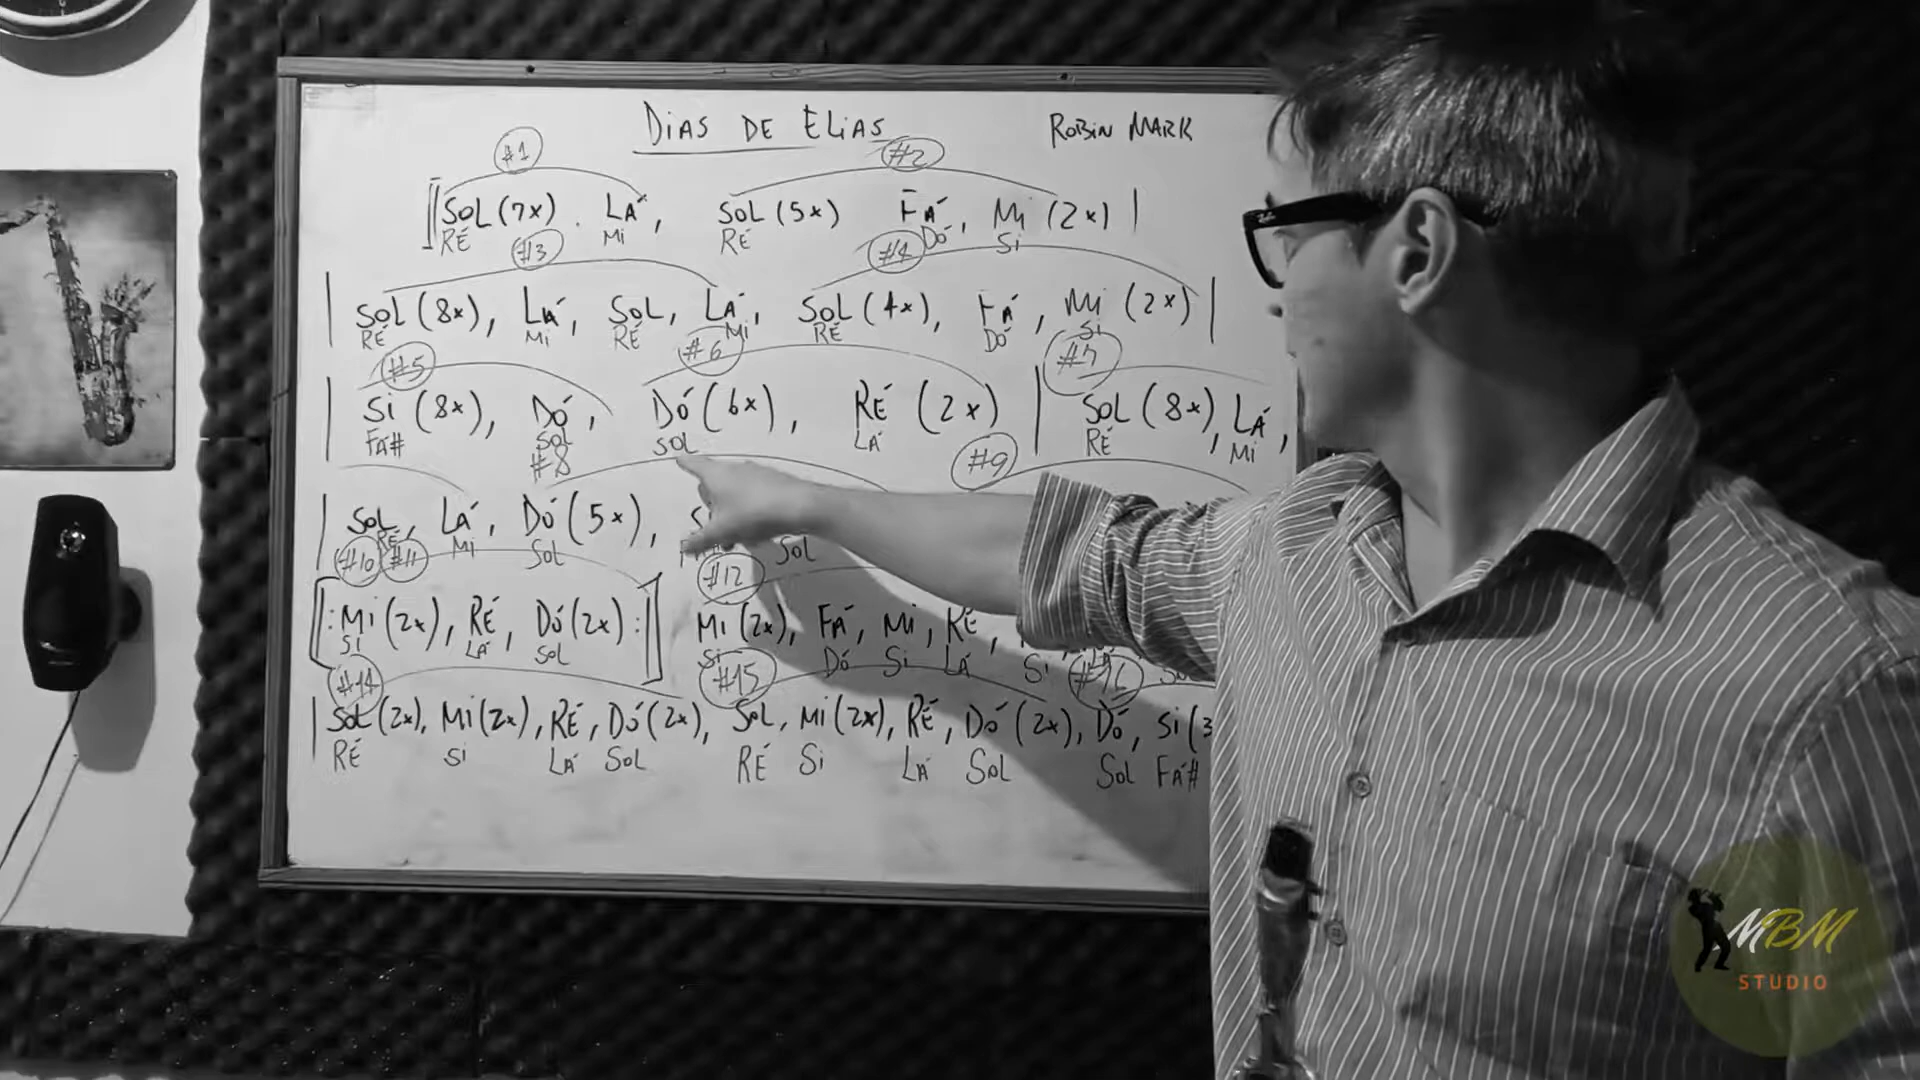 DIAS DE ELIAS ROBIN MARK
#1 #2
SOL (7x) . LÁ, SOL (5x) FÁ, Mi (2x)
RÉ Mi RÉ DÓ Si
#3 #4
SOL (8x), LÁ, SOL, LÁ, SOL (4x), FÁ, Mi (2x)
RÉ Mi RÉ Mi RÉ DÓ Si
#5 #6 #7
Si (8x), DÓ, DÓ (6x), RÉ (2x) SOL (8x), LÁ,
FÁ# SOL SOL LÁ RÉ Mi
#8 #9
SOL, LÁ, DÓ (5x),
RÉ Mi SOL SOL
#10 #11 #12
Mi (2x), RÉ, DÓ (2x) Mi (2x), FÁ, Mi, RÉ,
Si LÁ SOL Si DÓ Si LÁ Si LÁ
#14 #15
SOL (2x), Mi (2x), RÉ, DÓ (2x), SOL, Mi (2x), RÉ, DÓ (2x), DÓ, Si (3
RÉ Si LÁ SOL RÉ Si LÁ SOL SOL FÁ#
Ray-Ban
MBM
STUDIO